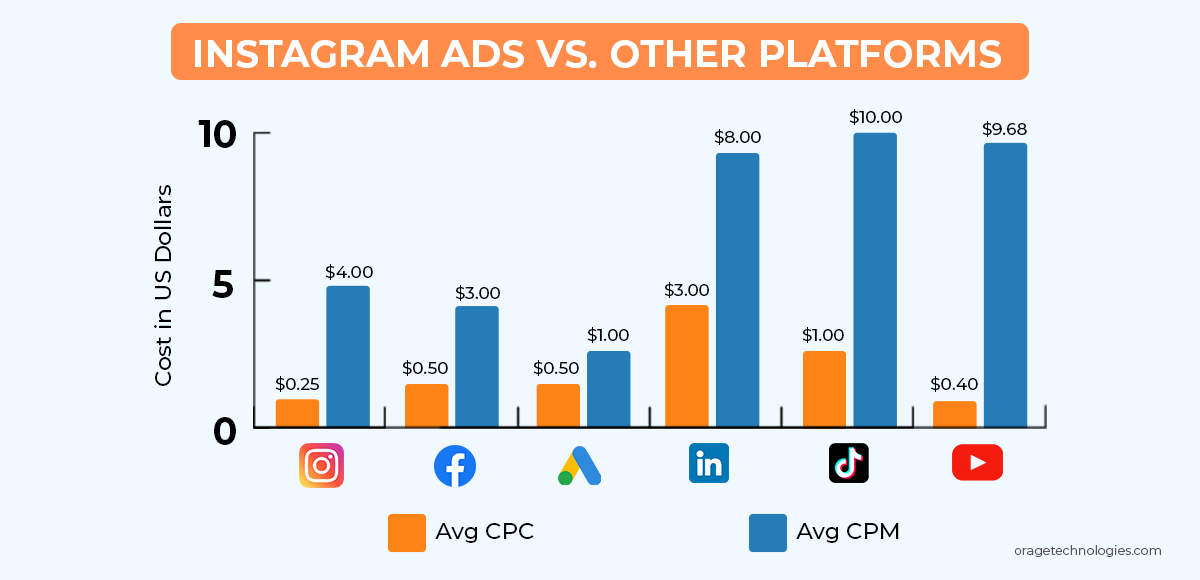 INSTAGRAM ADS VS. OTHER PLATFORMS
Cost in US Dollars
10
5
0
$0.25
$4.00
$0.50
$3.00
$0.50
$1.00
$3.00
$8.00
$1.00
$10.00
$0.40
$9.68
f
in
Avg CPC
Avg CPM
oragetechnologies.com